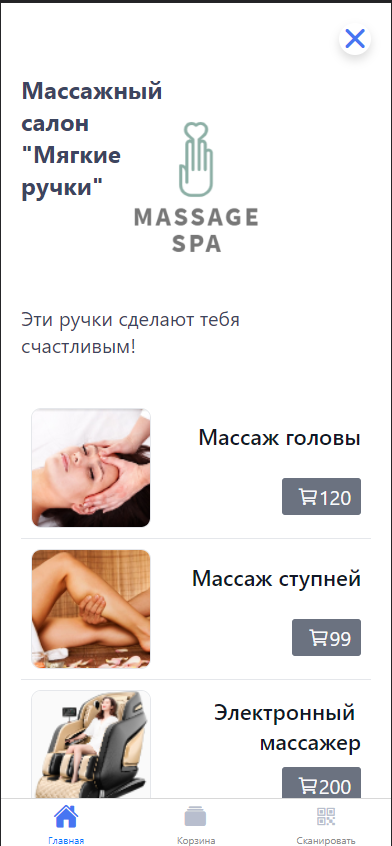 Массажный
салон
"Мягкие
ручки"
MASSAGE
SPA
Эти ручки сделают тебя
счастливым!
Массаж головы
120
Массаж ступней
99
Электронный
массажер
200
Главная
Корзина
Сканировать